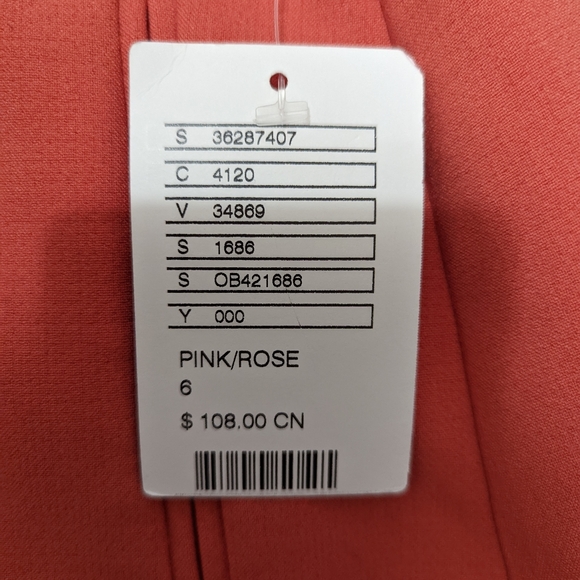 S 36287407
C 4120
V 34869
S 1686
S OB421686
Y 000
PINK/ROSE
6
$ 108.00 CN